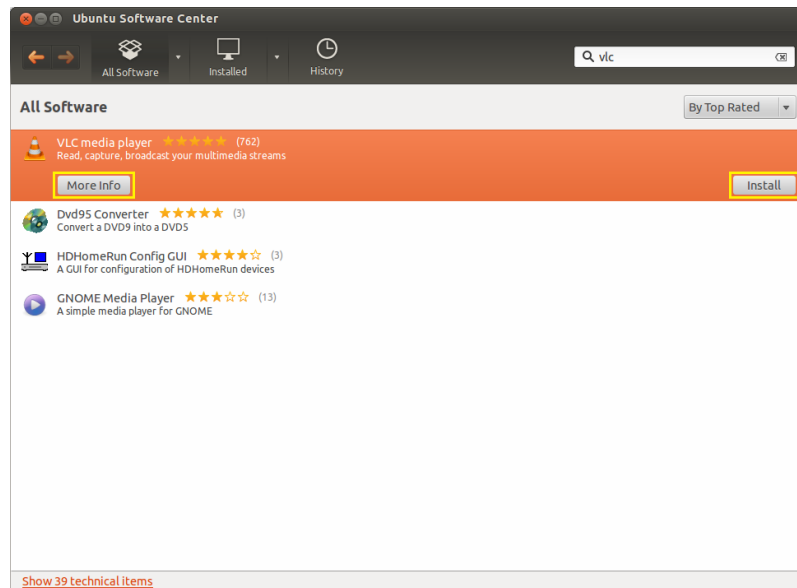 Ubuntu Software Center
All Software
Installed
History
vlc
All Software
By Top Rated
VLC media player (762)
Read, capture, broadcast your multimedia streams
More Info
Install
Dvd95 Converter (3)
Convert a DVD9 into a DVD5
HDHomeRun Config GUI (3)
A GUI for configuration of HDHomeRun devices
GNOME Media Player (13)
A simple media player for GNOME
Show 39 technical items